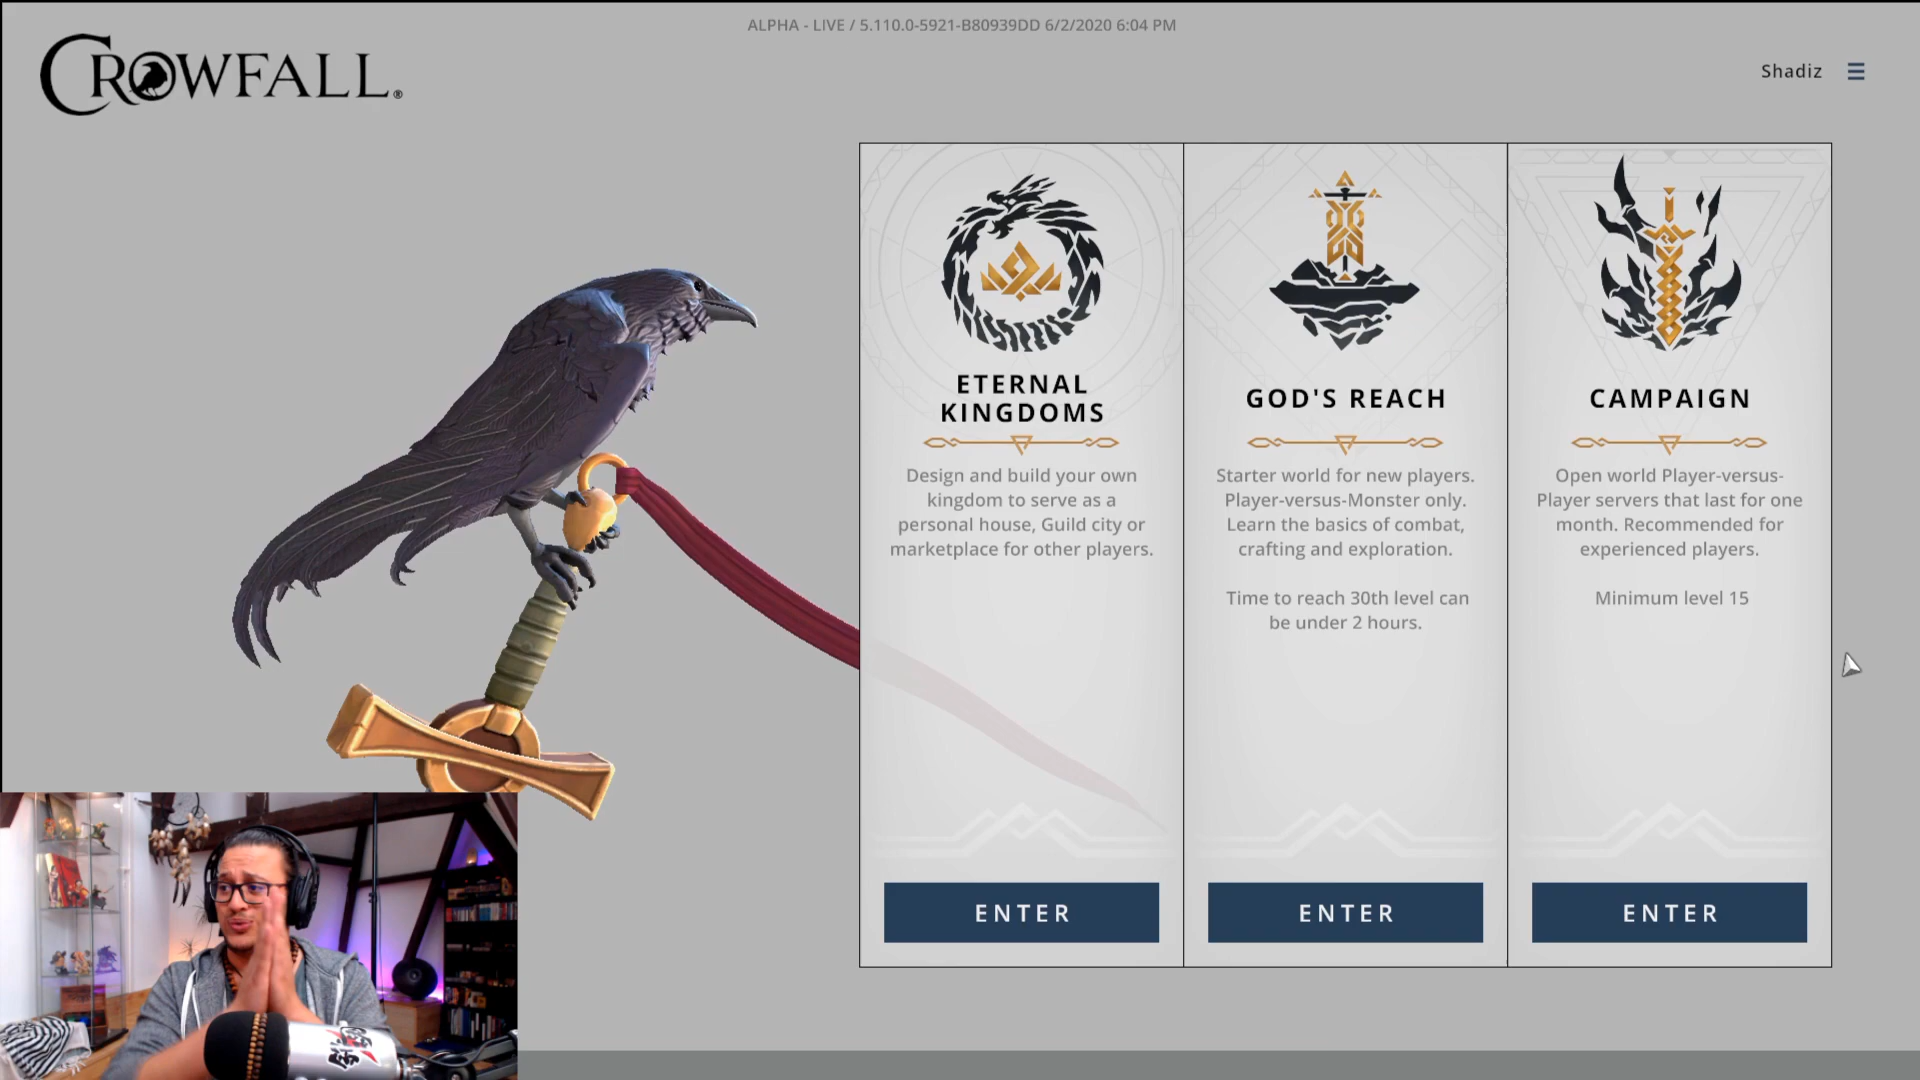 ALPHA - LIVE / 5.110.0-5921-B80939DD 6/2/2020 6:04 PM
CROWFALL®
Shadiz
ETERNAL
KINGDOMS
Design and build your own
kingdom to serve as a
personal house, Guild city or
marketplace for other players.
ENTER
GOD'S REACH
Starter world for new players.
Player-versus-Monster only.
Learn the basics of combat,
crafting and exploration.
Time to reach 30th level can
be under 2 hours.
ENTER
CAMPAIGN
Open world Player-versus-
Player servers that last for one
month. Recommended for
experienced players.
Minimum level 15
ENTER